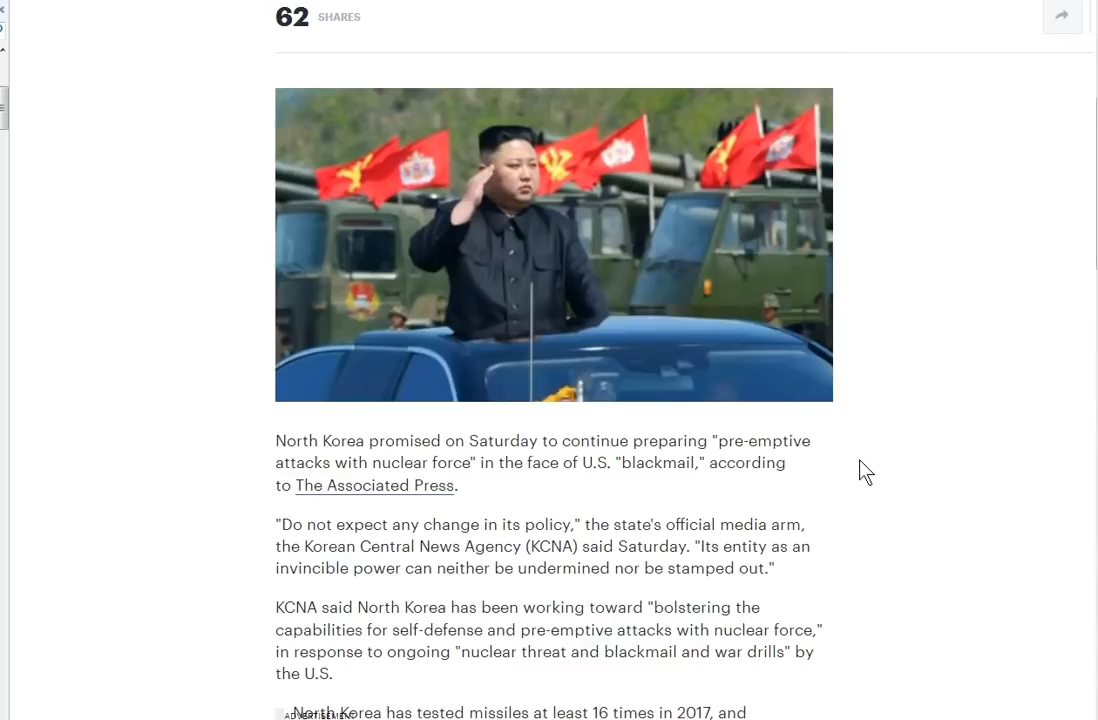 62 SHARES
North Korea promised on Saturday to continue preparing "pre-emptive
attacks with nuclear force" in the face of U.S. "blackmail," according
to The Associated Press.
"Do not expect any change in its policy," the state's official media arm,
the Korean Central News Agency (KCNA) said Saturday. "Its entity as an
invincible power can neither be undermined nor be stamped out."
KCNA said North Korea has been working toward "bolstering the
capabilities for self-defense and pre-emptive attacks with nuclear force,"
in response to ongoing "nuclear threat and blackmail and war drills" by
the U.S.
North Korea has tested missiles at least 16 times in 2017, and
ADVERTISEMENT